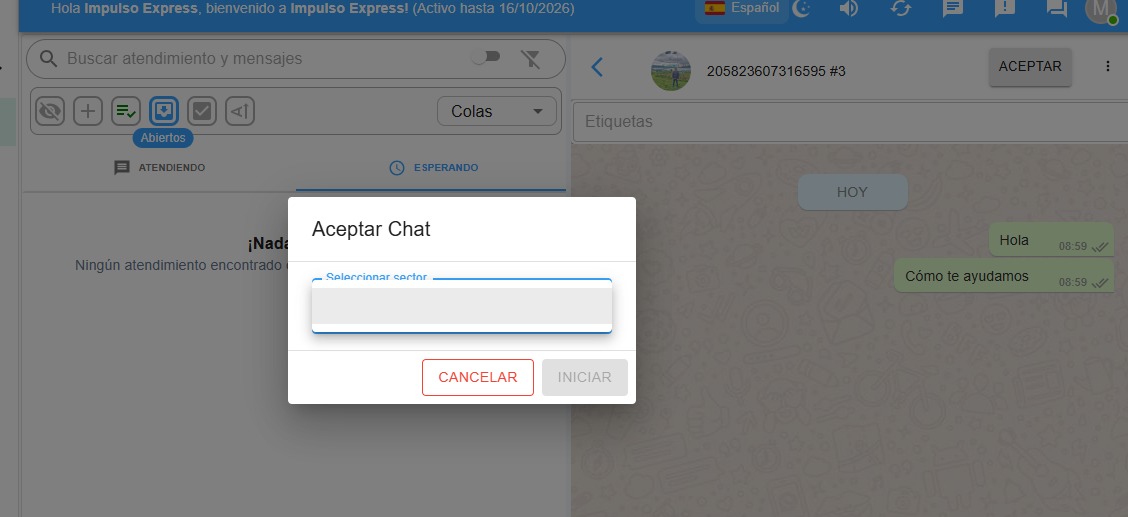 Hola Impulso Express, bienvenido a Impulso Express! (Activo hasta 16/10/2026)
Español
M
Buscar atendimiento y mensajes
205823607316595 #3
ACEPTAR
Colas
Etiquetas
Abiertos
ATENDIENDO
ESPERANDO
HOY
¡Nada
Ningún atendimiento encontrado
Hola
08:59
Cómo te ayudamos
08:59
Aceptar Chat
Seleccionar sector
CANCELAR
INICIAR